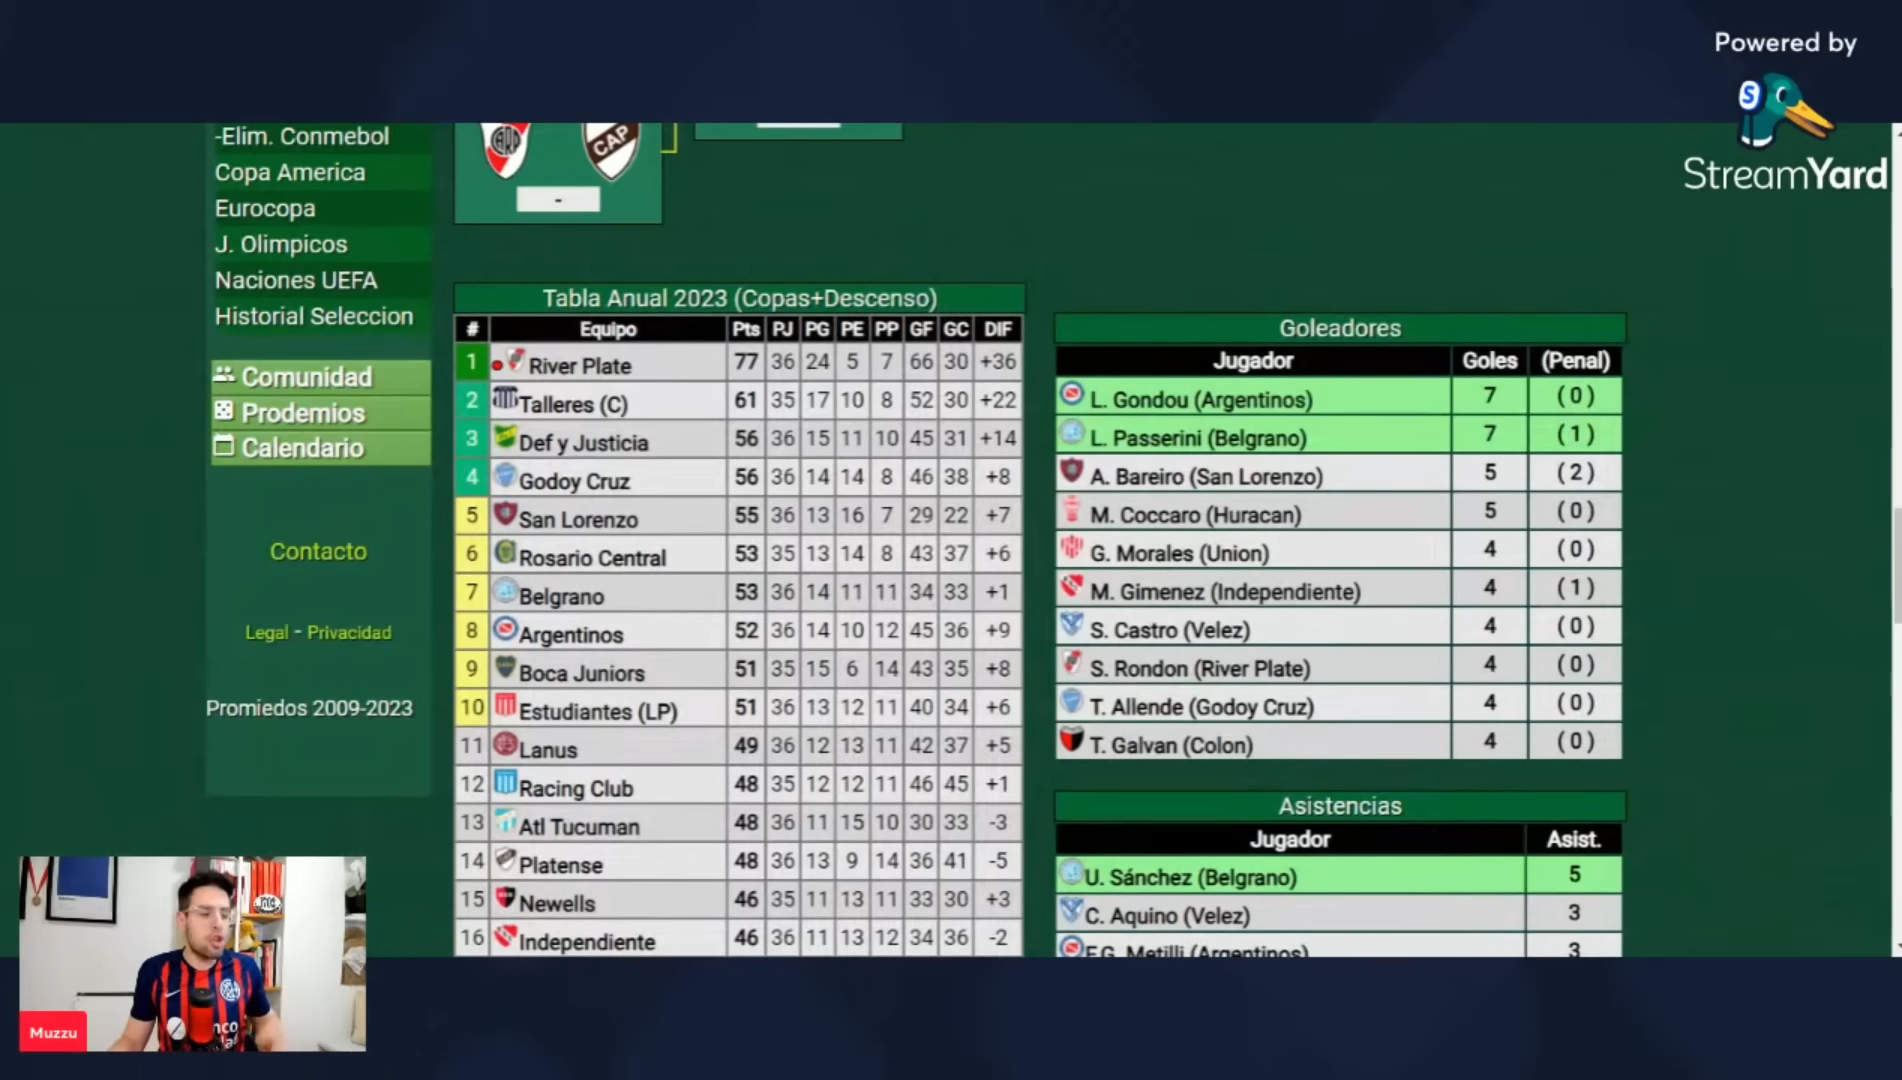 Powered by
StreamYard
-Elim. Conmebol
Copa America
Eurocopa
J. Olimpicos
Naciones UEFA
Historial Seleccion
Comunidad
Prodemios
Calendario
Contacto
Legal - Privacidad
Promiedos 2009-2023
CARP
CAP
-
Tabla Anual 2023 (Copas+Descenso)
# Equipo Pts PJ PG PE PP GF GC DIF
1 River Plate 77 36 24 5 7 66 30 +36
2 Talleres (C) 61 35 17 10 8 52 30 +22
3 Def y Justicia 56 36 15 11 10 45 31 +14
4 Godoy Cruz 56 36 14 14 8 46 38 +8
5 San Lorenzo 55 36 13 16 7 29 22 +7
6 Rosario Central 53 35 13 14 8 43 37 +6
7 Belgrano 53 36 14 11 11 34 33 +1
8 Argentinos 52 36 14 10 12 45 36 +9
9 Boca Juniors 51 35 15 6 14 43 35 +8
10 Estudiantes (LP) 51 36 13 12 11 40 34 +6
11 Lanus 49 36 12 13 11 42 37 +5
12 Racing Club 48 35 12 12 11 46 45 +1
13 Atl Tucuman 48 36 11 15 10 30 33 -3
14 Platense 48 36 13 9 14 36 41 -5
15 Newells 46 35 11 13 11 33 30 +3
16 Independiente 46 36 11 13 12 34 36 -2
Goleadores
Jugador Goles (Penal)
L. Gondou (Argentinos) 7 (0)
L. Passerini (Belgrano) 7 (1)
A. Bareiro (San Lorenzo) 5 (2)
M. Coccaro (Huracan) 5 (0)
G. Morales (Union) 4 (0)
M. Gimenez (Independiente) 4 (1)
S. Castro (Velez) 4 (0)
S. Rondon (River Plate) 4 (0)
T. Allende (Godoy Cruz) 4 (0)
T. Galvan (Colon) 4 (0)
Asistencias
Jugador Asist.
U. Sánchez (Belgrano) 5
C. Aquino (Velez) 3
F.G. Metilli (Argentinos) 3
Muzzu